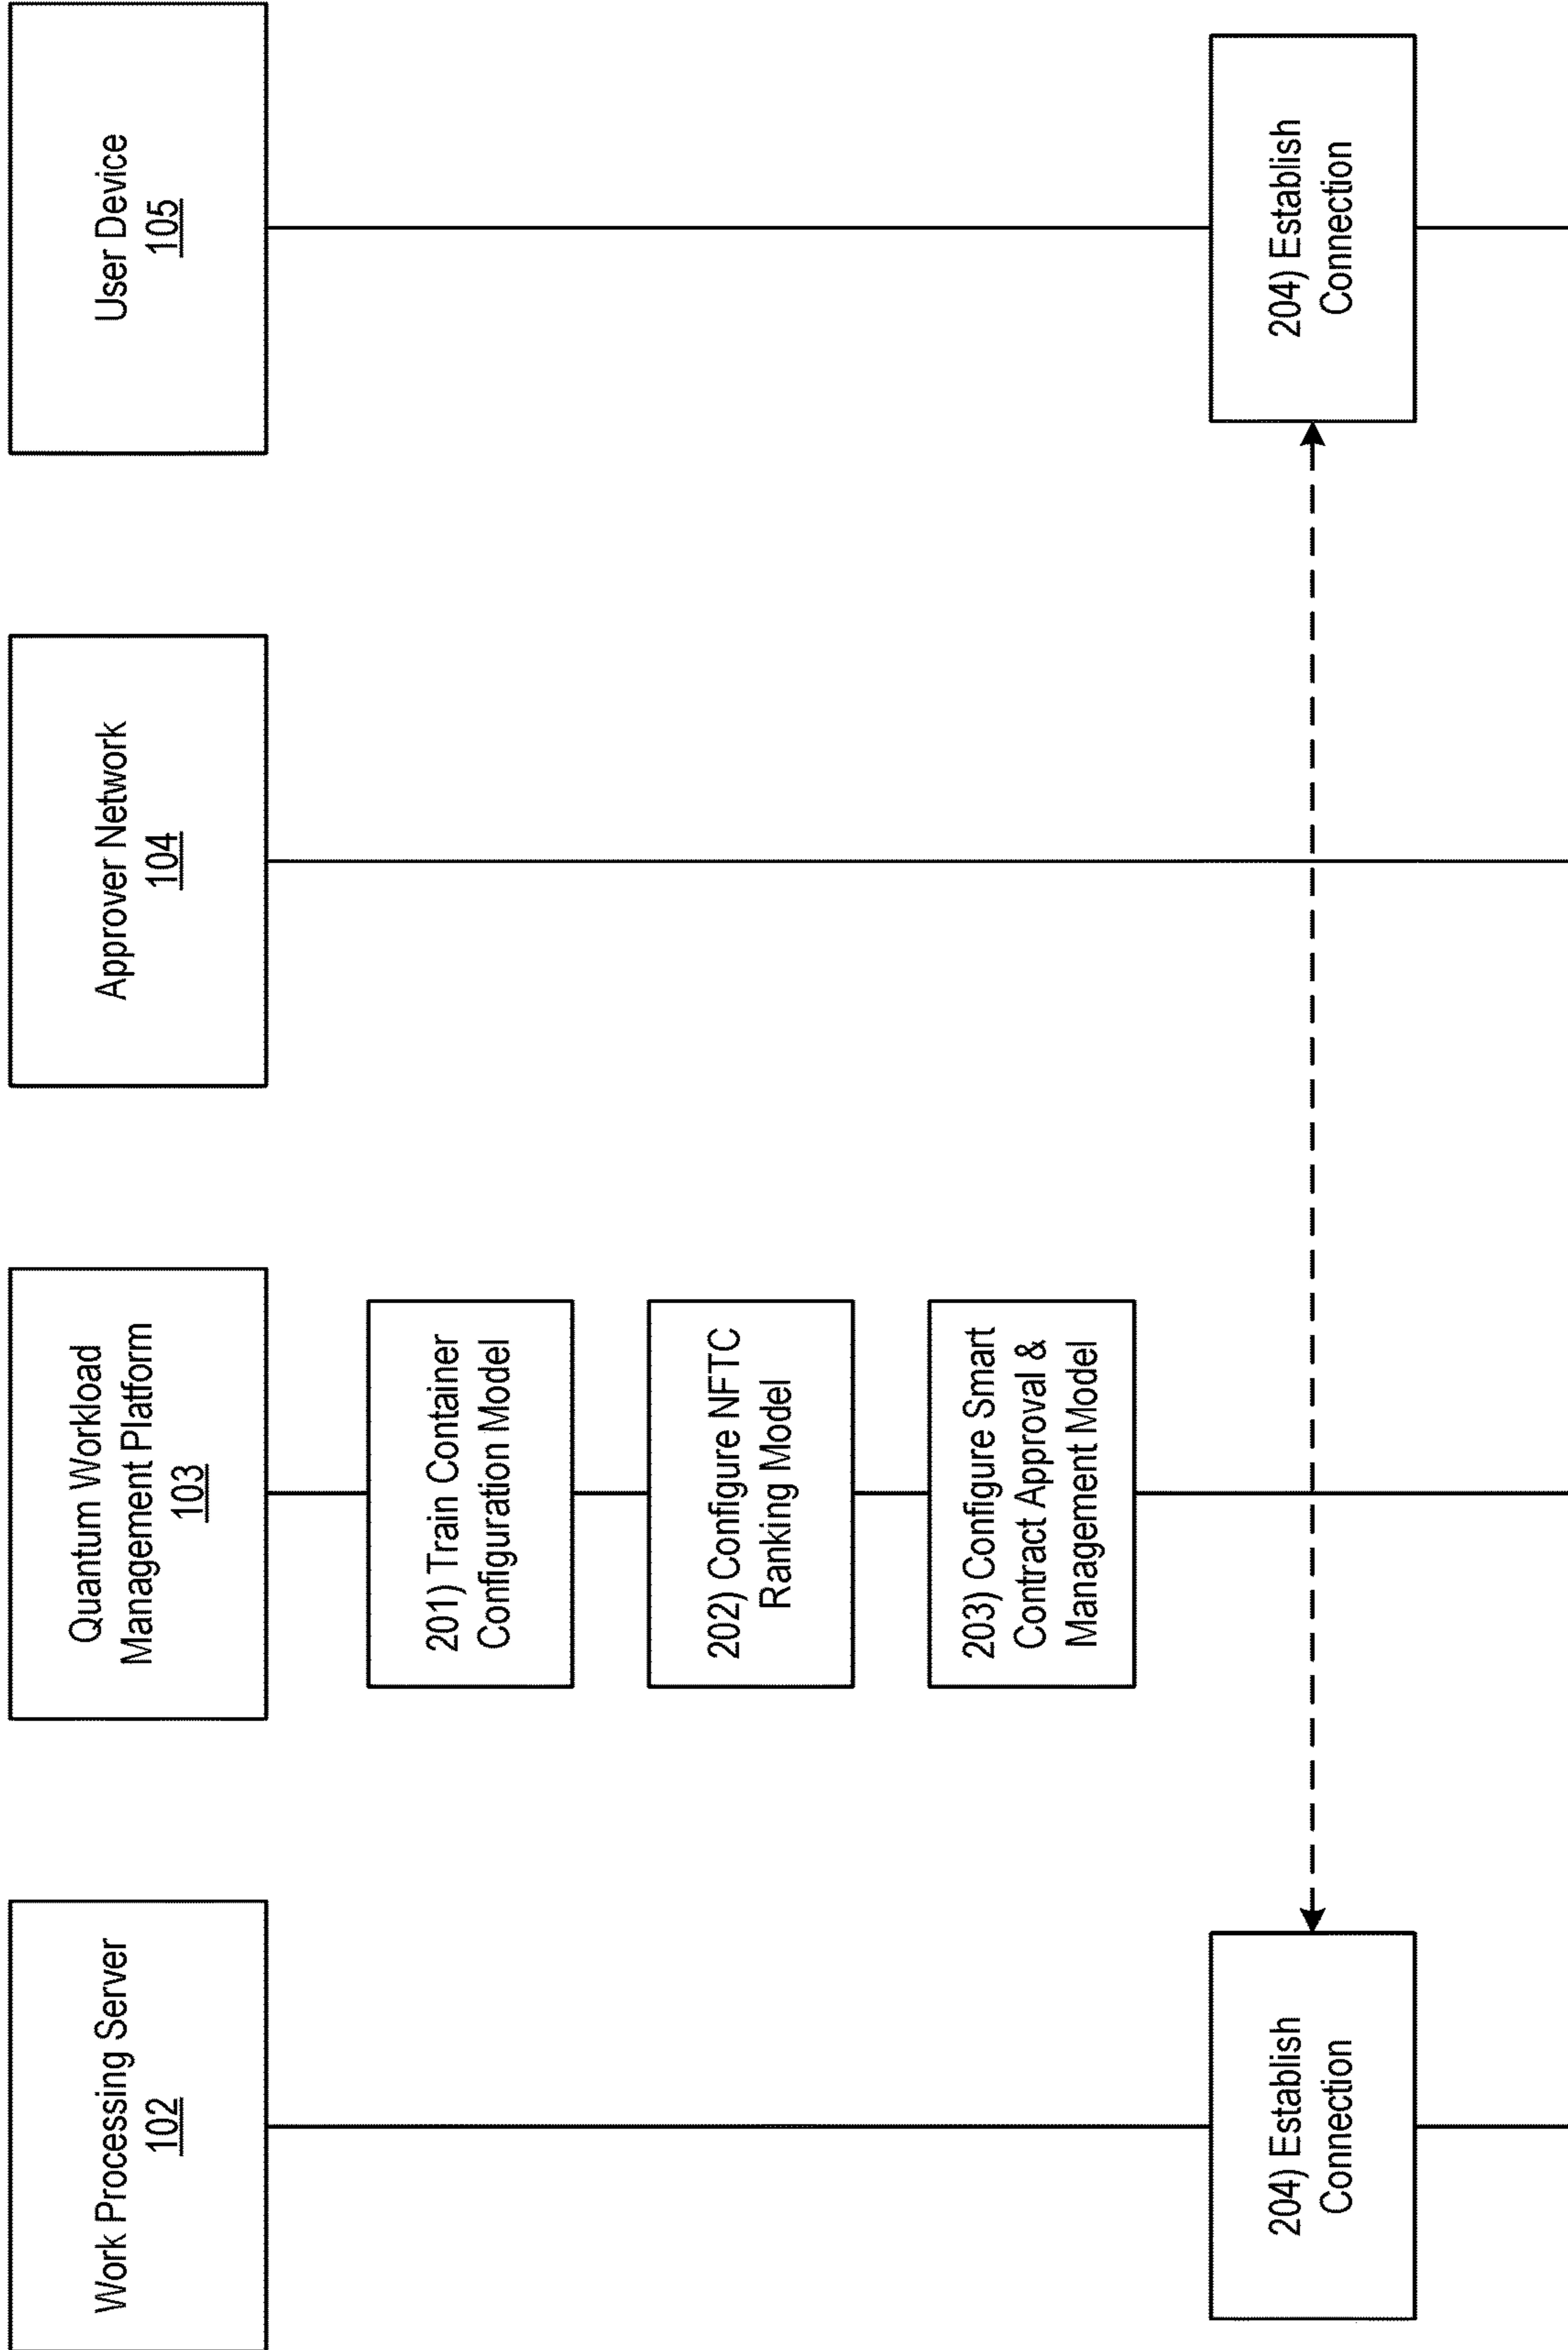 Work Processing Server
102
Quantum Workload
Management Platform
103
Approver Network
104
User Device
105
201) Train Container
Configuration Model
202) Configure NFTC
Ranking Model
203) Configure Smart
Contract Approval &
Management Model
204) Establish
Connection
204) Establish
Connection